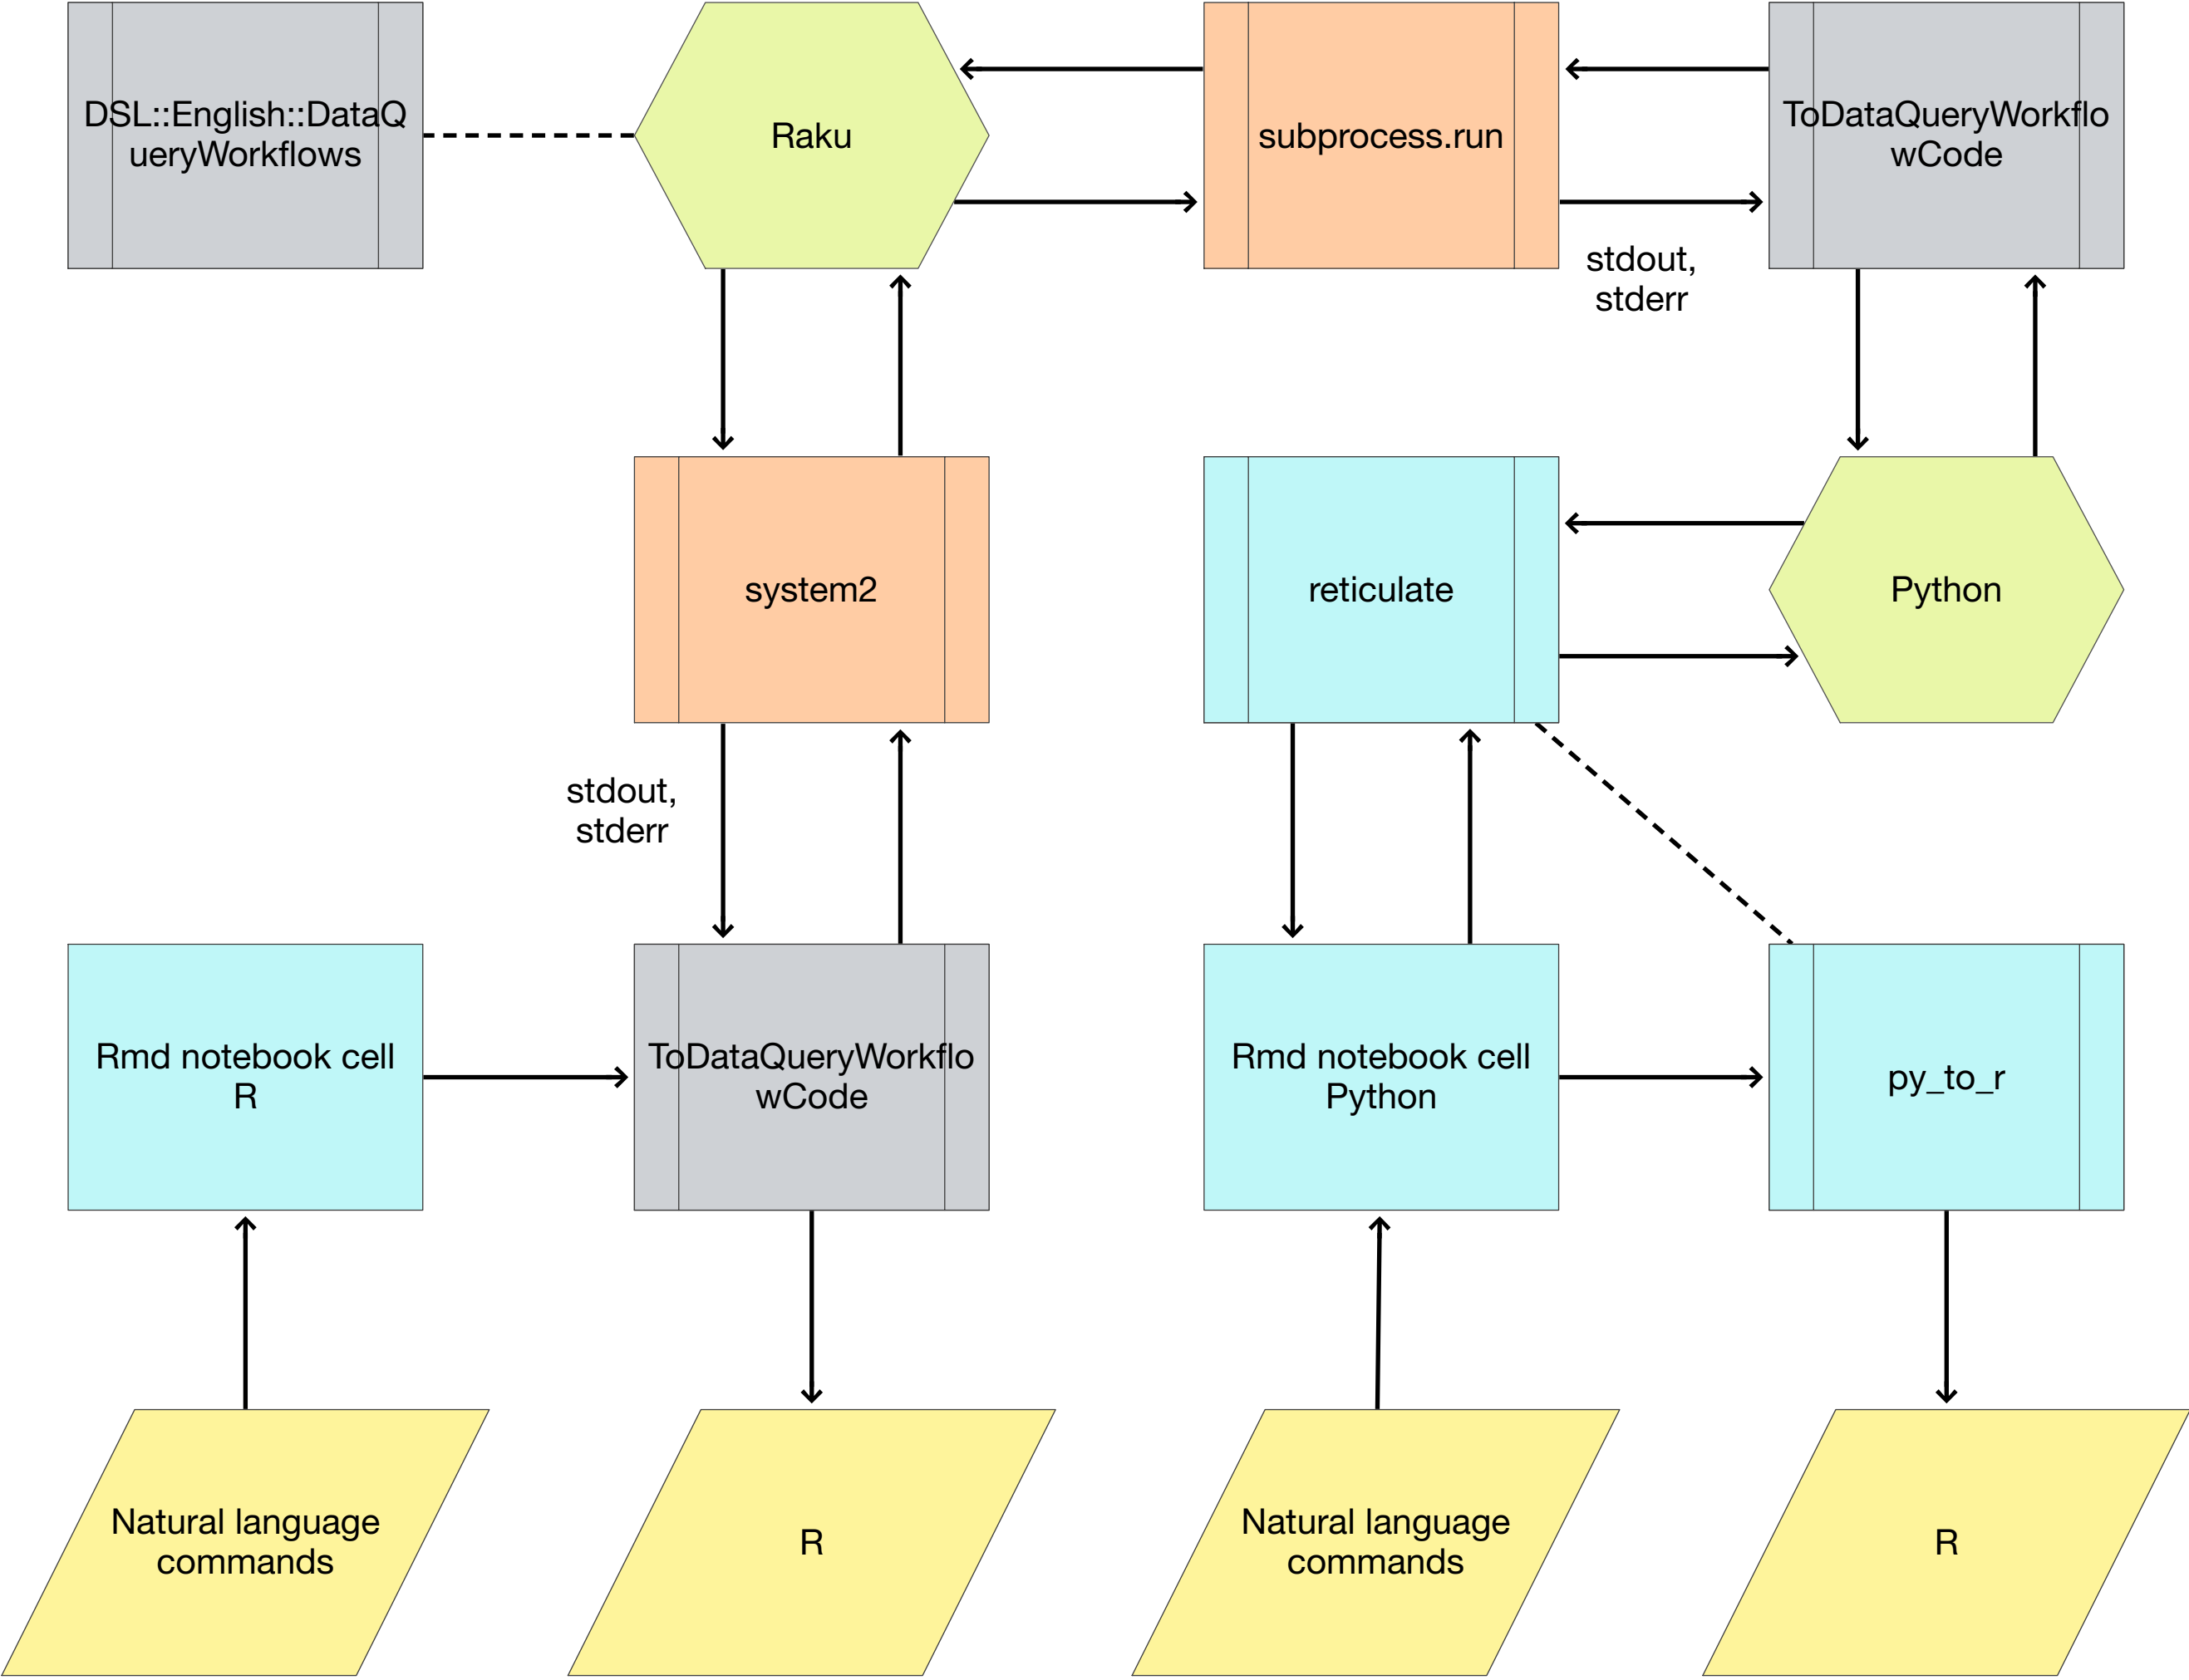 DSL::English::DataQ
ueryWorkflows
Raku
subprocess.run
ToDataQueryWorkflo
wCode
stdout,
stderr
system2
reticulate
Python
stdout,
stderr
Rmd notebook cell
R
ToDataQueryWorkflo
wCode
Rmd notebook cell
Python
py_to_r
Natural language
commands
R
Natural language
commands
R